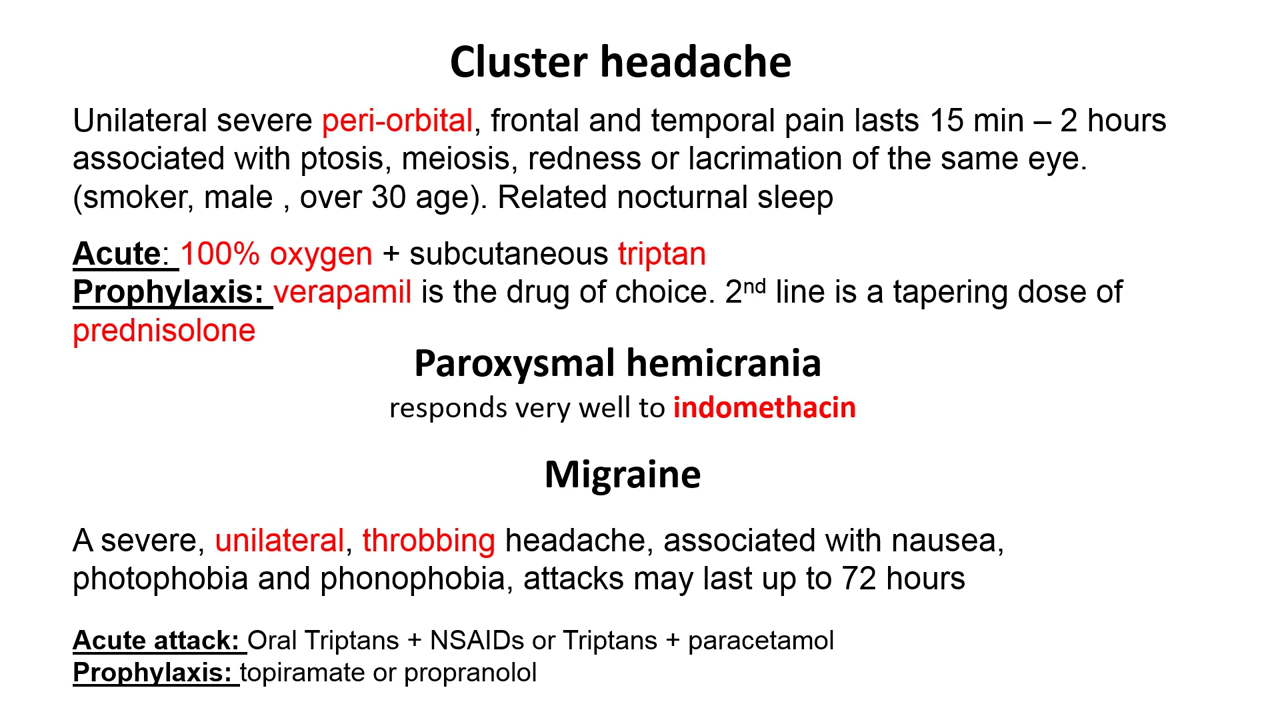 Cluster headache
Unilateral severe peri-orbital, frontal and temporal pain lasts 15 min – 2 hours
associated with ptosis, meiosis, redness or lacrimation of the same eye.
(smoker, male , over 30 age). Related nocturnal sleep
Acute: 100% oxygen + subcutaneous triptan
Prophylaxis: verapamil is the drug of choice. 2nd line is a tapering dose of
prednisolone
Paroxysmal hemicrania
responds very well to indomethacin
Migraine
A severe, unilateral, throbbing headache, associated with nausea,
photophobia and phonophobia, attacks may last up to 72 hours
Acute attack: Oral Triptans + NSAIDs or Triptans + paracetamol
Prophylaxis: topiramate or propranolol